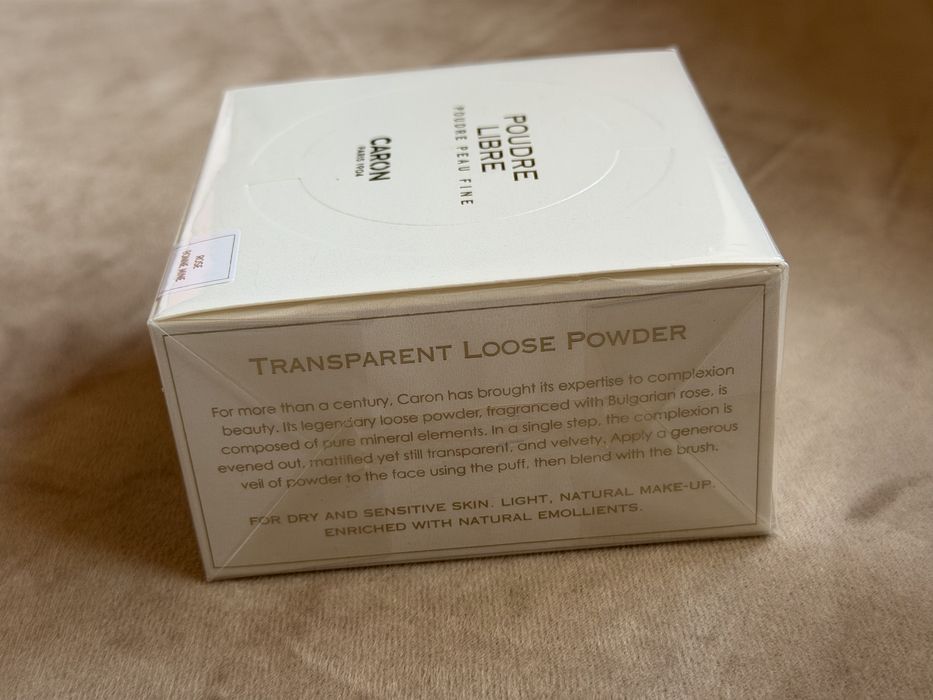 POUDRE
LIBRE
POUDRE PEAU FINE
CARON
PARIS 1904
ROSE
BONNE MINE
TRANSPARENT LOOSE POWDER
For more than a century, Caron has brought its expertise to complexion
beauty. Its legendary loose powder, fragranced with Bulgarian rose, is
composed of pure mineral elements. In a single step, the complexion is
evened out, mattified yet still transparent, and velvety. Apply a generous
veil of powder to the face using the puff, then blend with the brush.
FOR DRY AND SENSITIVE SKIN. LIGHT, NATURAL MAKE-UP.
ENRICHED WITH NATURAL EMOLLIENTS.